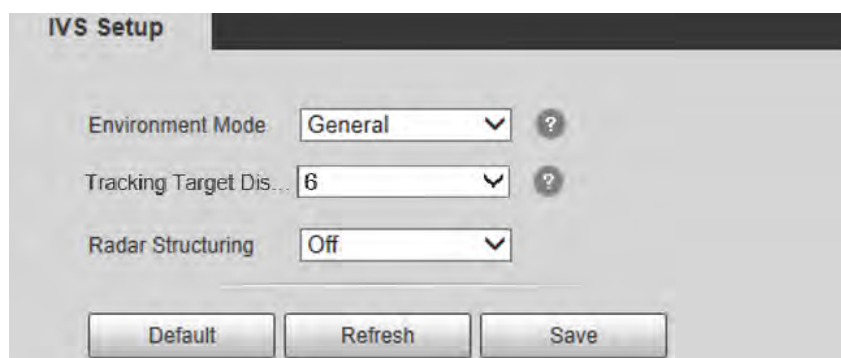 IVS Setup
Environment Mode General ?
Tracking Target Dis... 6 ?
Radar Structuring Off
Default Refresh Save